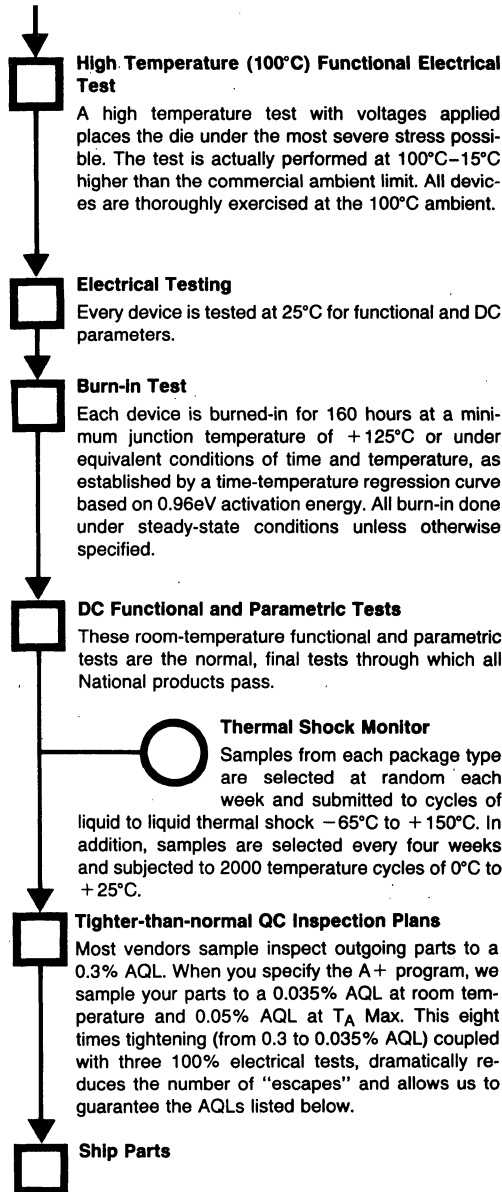 High Temperature (100°C) Functional Electrical
Test
A high temperature test with voltages applied
places the die under the most severe stress possi-
ble. The test is actually performed at 100°C–15°C
higher than the commercial ambient limit. All devic-
es are thoroughly exercised at the 100°C ambient.
Electrical Testing
Every device is tested at 25°C for functional and DC
parameters.
Burn-In Test
Each device is burned-in for 160 hours at a mini-
mum junction temperature of +125°C or under
equivalent conditions of time and temperature, as
established by a time-temperature regression curve
based on 0.96eV activation energy. All burn-in done
under steady-state conditions unless otherwise
specified.
DC Functional and Parametric Tests
These room-temperature functional and parametric
tests are the normal, final tests through which all
National products pass.
Thermal Shock Monitor
Samples from each package type
are selected at random each
week and submitted to cycles of
liquid to liquid thermal shock −65°C to +150°C. In
addition, samples are selected every four weeks
and subjected to 2000 temperature cycles of 0°C to
+25°C.
Tighter-than-normal QC Inspection Plans
Most vendors sample inspect outgoing parts to a
0.3% AQL. When you specify the A+ program, we
sample your parts to a 0.035% AQL at room tem-
perature and 0.05% AQL at TA Max. This eight
times tightening (from 0.3 to 0.035% AQL) coupled
with three 100% electrical tests, dramatically re-
duces the number of "escapes" and allows us to
guarantee the AQLs listed below.
Ship Parts